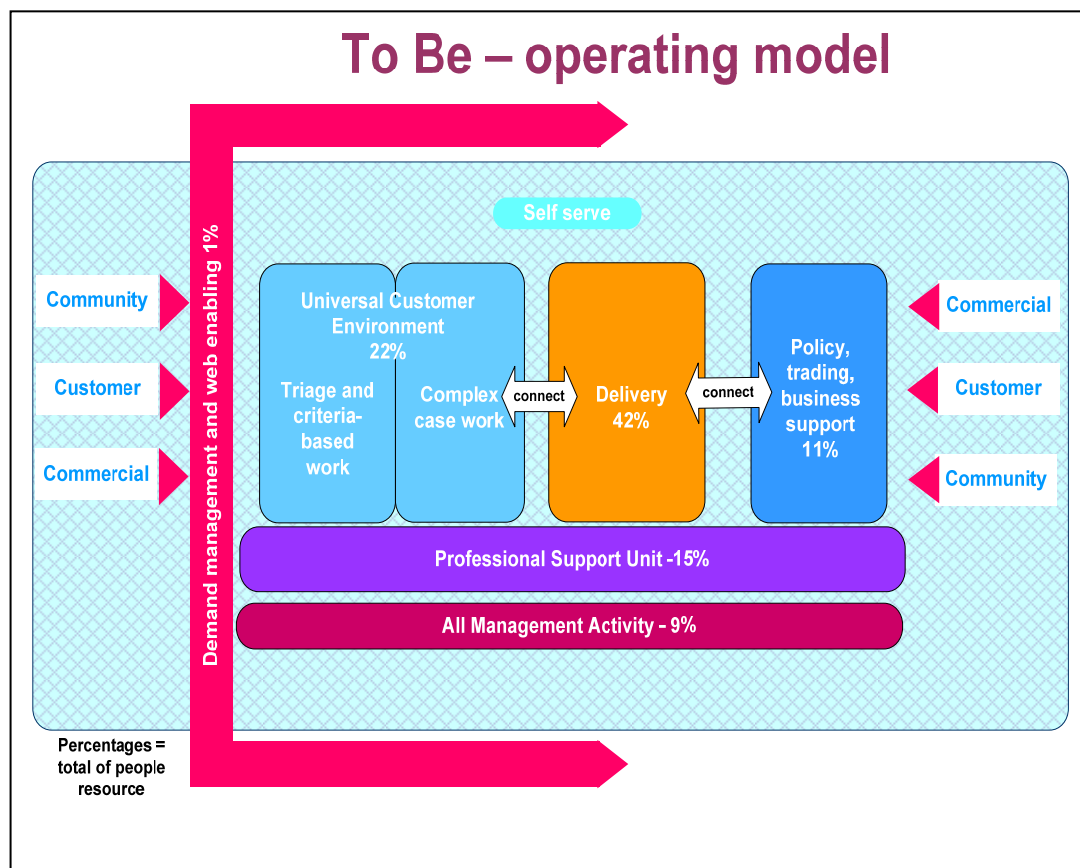 To Be – operating model
Self serve
Demand management and web enabling 1%
Community
Customer
Commercial
Universal Customer
Environment
22%
Triage and
criteria-
based
work
Complex
case work
connect
Delivery
42%
connect
Policy,
trading,
business
support
11%
Commercial
Customer
Community
Professional Support Unit -15%
All Management Activity - 9%
Percentages =
total of people
resource